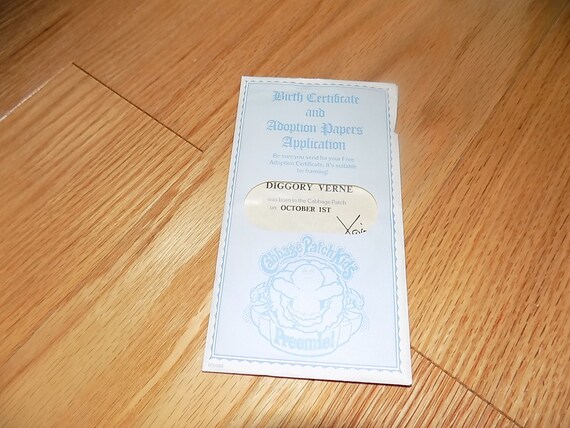 Birth Certificate
and
Adoption Papers
Application
Be sure you send for your Free
Adoption Certificate. It's suitable
for framing!
DIGGORY VERNE
was born in the Cabbage Patch
on OCTOBER 1ST
Cabbage Patch Kids
Preemie!